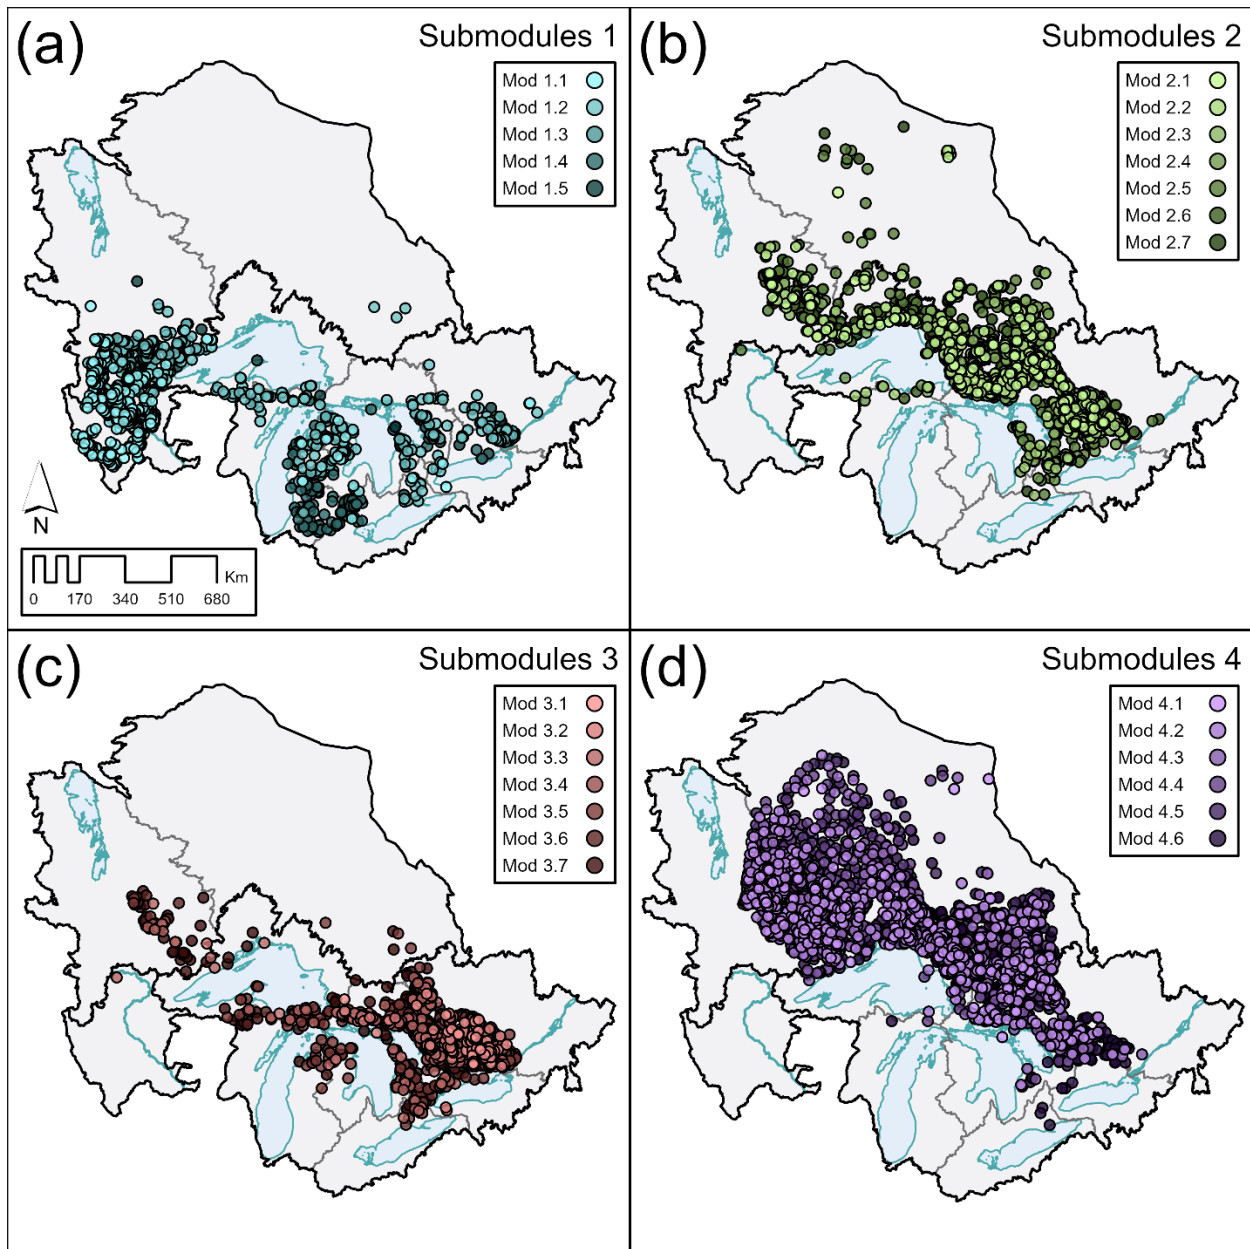 (a)
Submodules 1
Mod 1.1
Mod 1.2
Mod 1.3
Mod 1.4
Mod 1.5
N
Km
0 170 340 510 680
(b)
Submodules 2
Mod 2.1
Mod 2.2
Mod 2.3
Mod 2.4
Mod 2.5
Mod 2.6
Mod 2.7
(c)
Submodules 3
Mod 3.1
Mod 3.2
Mod 3.3
Mod 3.4
Mod 3.5
Mod 3.6
Mod 3.7
(d)
Submodules 4
Mod 4.1
Mod 4.2
Mod 4.3
Mod 4.4
Mod 4.5
Mod 4.6